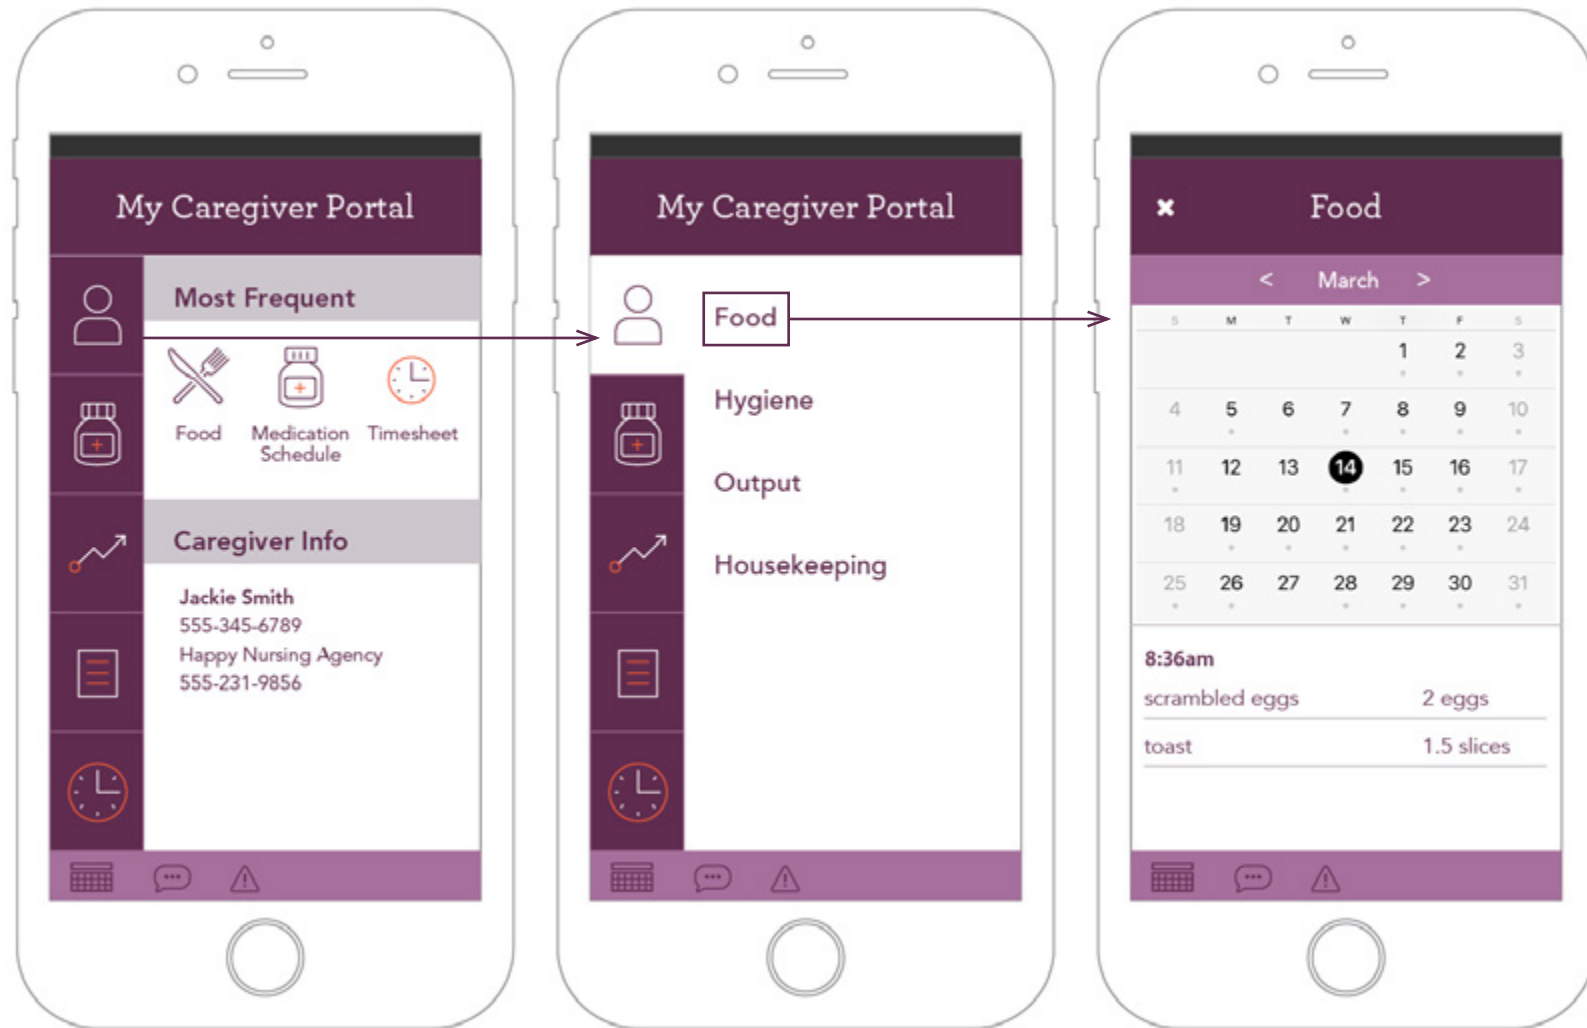 My Caregiver Portal
Most Frequent
Food
Medication Schedule
Timesheet
Caregiver Info
Jackie Smith
555-345-6789
Happy Nursing Agency
555-231-9856
My Caregiver Portal
Food
Hygiene
Output
Housekeeping
✖ Food
< March >
S M T W T F S
1 2 3
4 5 6 7 8 9 10
11 12 13 14 15 16 17
18 19 20 21 22 23 24
25 26 27 28 29 30 31
8:36am
scrambled eggs 2 eggs
toast 1.5 slices